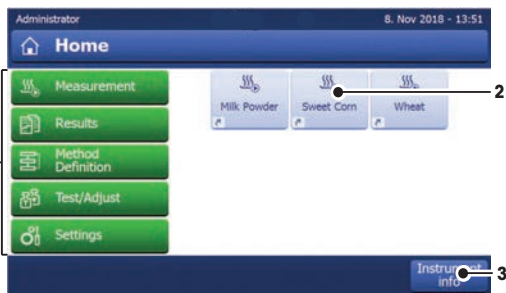 Administrator
8. Nov 2018 - 13:51
Home
Measurement
Results
Method
Definition
Test/Adjust
Settings
Milk Powder
Sweet Corn
Wheat
2
Instrument
info
3